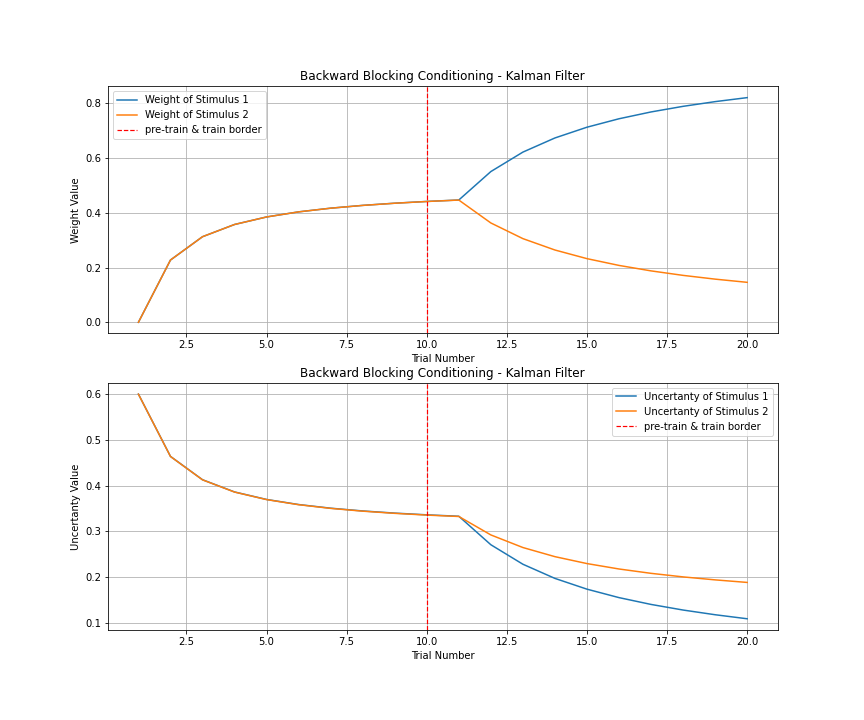 Backward Blocking Conditioning - Kalman Filter
Weight of Stimulus 1
Weight of Stimulus 2
pre-train & train border
Weight Value
0.8
0.6
0.4
0.2
0.0
2.5 5.0 7.5 10.0 12.5 15.0 17.5 20.0
Trial Number
Backward Blocking Conditioning - Kalman Filter
Uncertanty of Stimulus 1
Uncertanty of Stimulus 2
pre-train & train border
Uncertanty Value
0.6
0.5
0.4
0.3
0.2
0.1
2.5 5.0 7.5 10.0 12.5 15.0 17.5 20.0
Trial Number